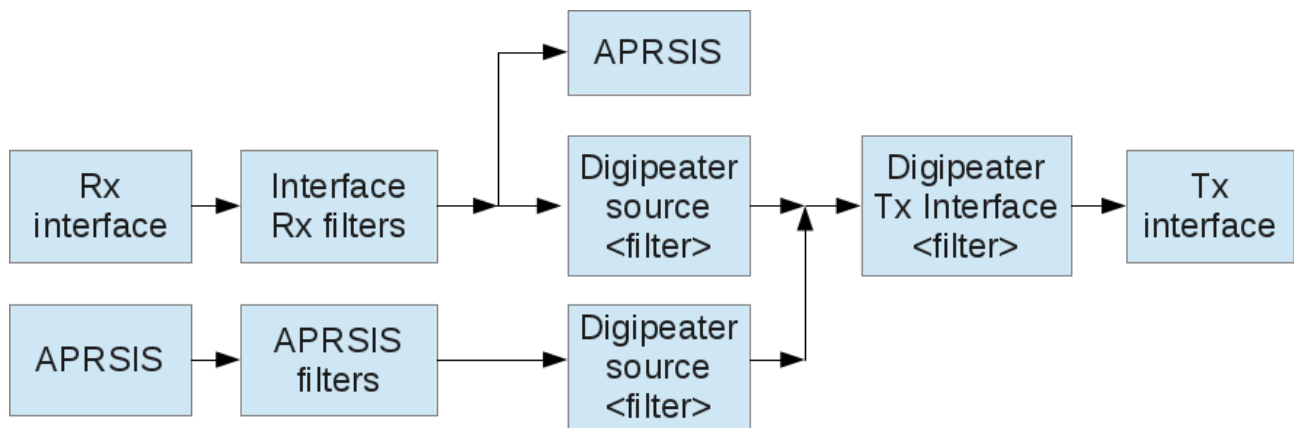 APRSIS
Rx
interface
Interface
Rx filters
Digipeater
source
<filter>
Digipeater
Tx Interface
<filter>
Tx
interface
APRSIS
APRSIS
filters
Digipeater
source
<filter>